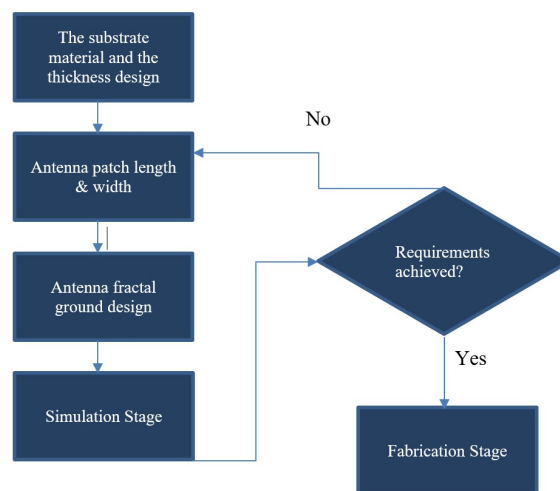 The substrate
material and the
thickness design
No
Antenna patch length
& width
Requirements
achieved?
Antenna fractal
ground design
Yes
Simulation Stage
Fabrication Stage